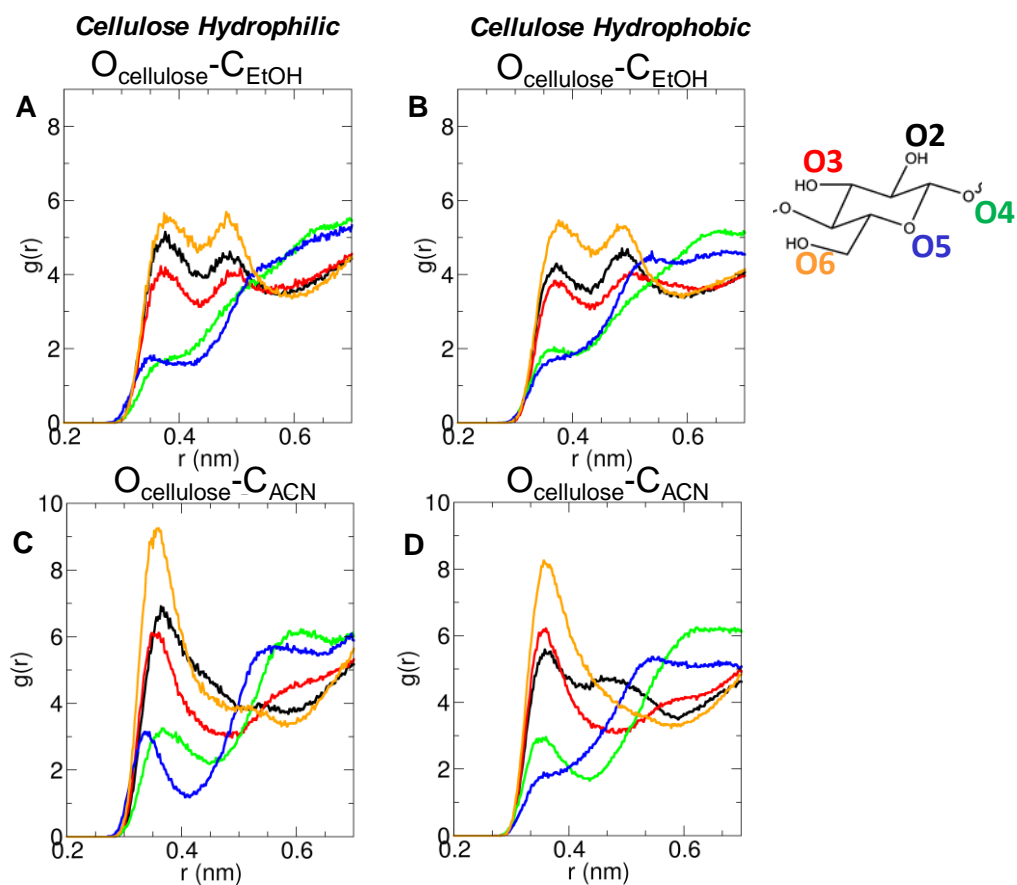 Cellulose Hydrophilic
Cellulose Hydrophobic
Ocellulose-CEtOH
Ocellulose-CEtOH
A
8
6
4
2
0
g(r)
0.2
0.4
0.6
r (nm)
B
8
6
4
2
0
g(r)
0.2
0.4
0.6
r (nm)
O2
OH
O3
HO
O
O4
O
O
O5
HO
O6
Ocellulose-CACN
Ocellulose-CACN
C
10
8
6
4
2
0
g(r)
0.2
0.4
0.6
r (nm)
D
10
8
6
4
2
0
g(r)
0.2
0.4
0.6
r (nm)